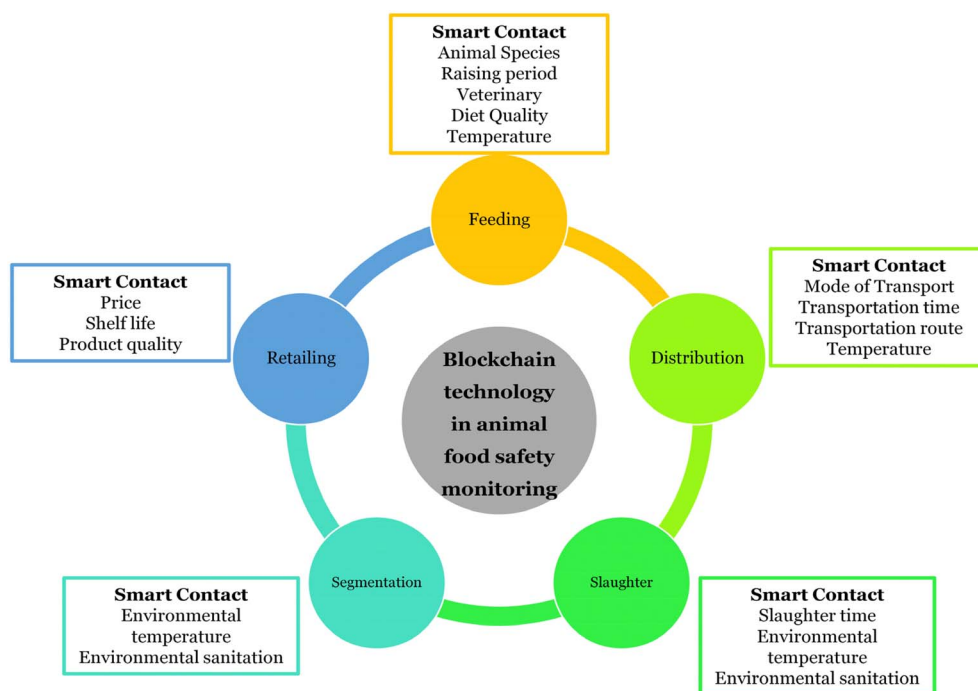 Smart Contact
Animal Species
Raising period
Veterinary
Diet Quality
Temperature
Feeding
Smart Contact
Price
Shelf life
Product quality
Retailing
Smart Contact
Mode of Transport
Transportation time
Transportation route
Temperature
Distribution
Blockchain
technology
in animal
food safety
monitoring
Segmentation
Smart Contact
Environmental
temperature
Environmental sanitation
Slaughter
Smart Contact
Slaughter time
Environmental
temperature
Environmental sanitation